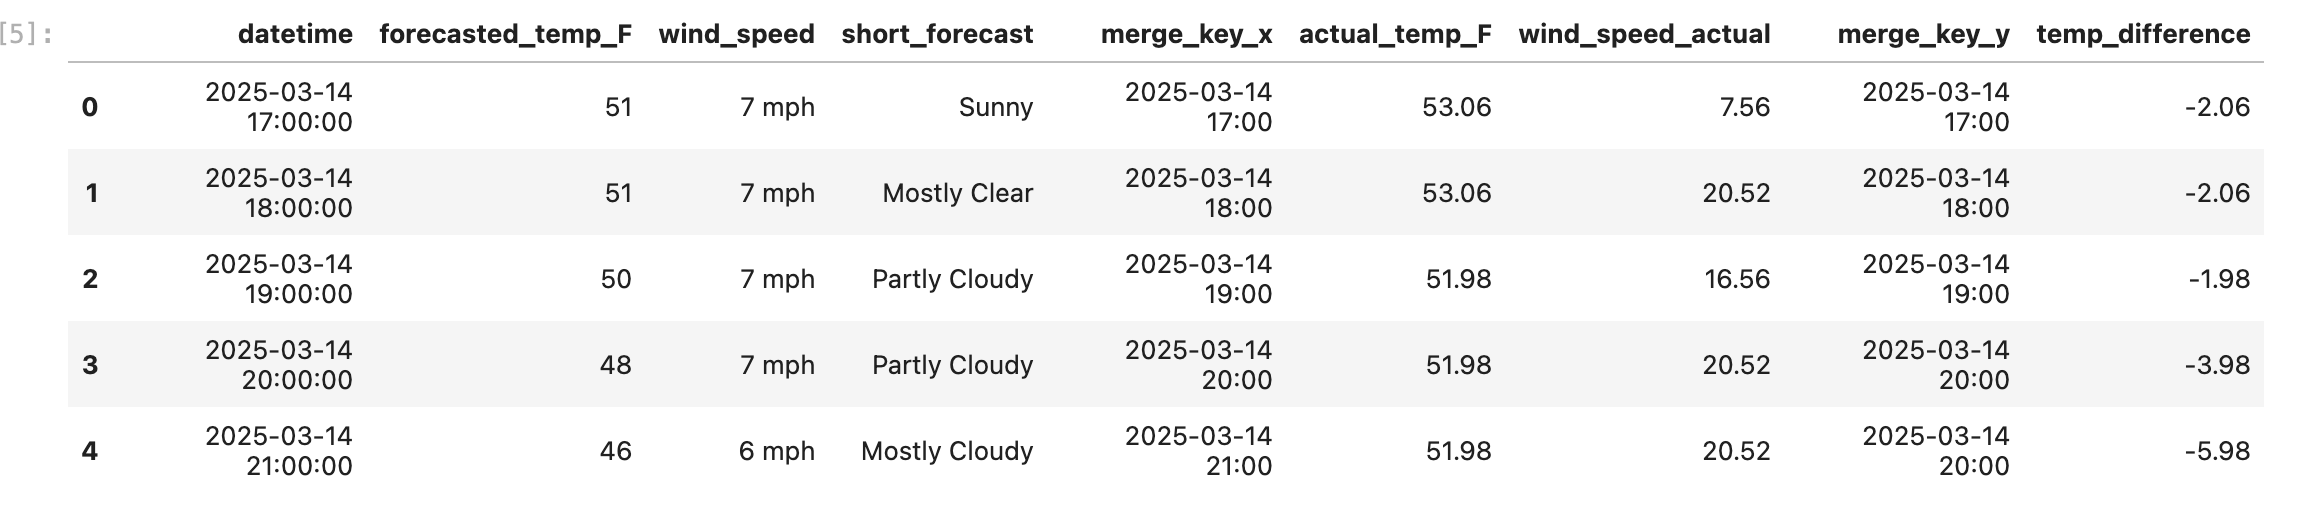 [5]:
datetime forecasted_temp_F wind_speed short_forecast merge_key_x actual_temp_F wind_speed_actual merge_key_y temp_difference
0 2025-03-14 17:00:00 51 7 mph Sunny 2025-03-14 17:00 53.06 7.56 2025-03-14 17:00 -2.06
1 2025-03-14 18:00:00 51 7 mph Mostly Clear 2025-03-14 18:00 53.06 20.52 2025-03-14 18:00 -2.06
2 2025-03-14 19:00:00 50 7 mph Partly Cloudy 2025-03-14 19:00 51.98 16.56 2025-03-14 19:00 -1.98
3 2025-03-14 20:00:00 48 7 mph Partly Cloudy 2025-03-14 20:00 51.98 20.52 2025-03-14 20:00 -3.98
4 2025-03-14 21:00:00 46 6 mph Mostly Cloudy 2025-03-14 21:00 51.98 20.52 2025-03-14 20:00 -5.98